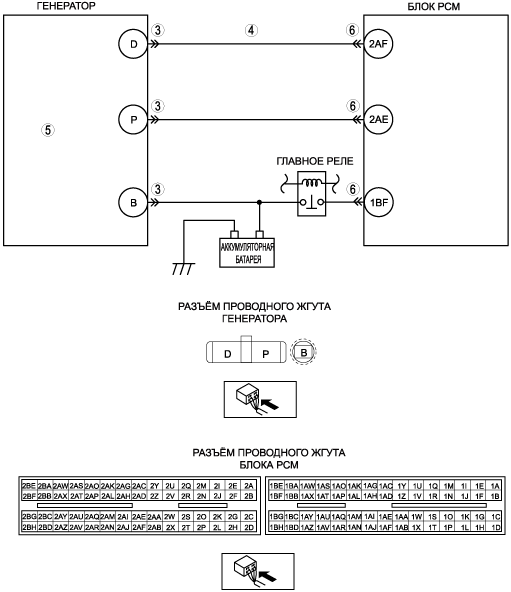 ГЕНЕРАТОР
БЛОК PCM
D 3 4 6 2AF
P 3 6 2AE
5
ГЛАВНОЕ РЕЛЕ
B 3 6 1BF
АККУМУЛЯТОРНАЯ
БАТАРЕЯ
РАЗЪЁМ ПРОВОДНОГО ЖГУТА
ГЕНЕРАТОРА
D P B
РАЗЪЁМ ПРОВОДНОГО ЖГУТА
БЛОКА PCM
2BE 2BA 2AW 2AS 2AO 2AK 2AG 2AC 2Y 2U 2Q 2M 2I 2E 2A
2BF 2BB 2AX 2AT 2AP 2AL 2AH 2AD 2Z 2V 2R 2N 2J 2F 2B
2BG 2BC 2AY 2AU 2AQ 2AM 2AI 2AE 2AA 2W 2S 2O 2K 2G 2C
2BH 2BD 2AZ 2AV 2AR 2AN 2AJ 2AF 2AB 2X 2T 2P 2L 2H 2D
1BE 1BA 1AW 1AS 1AO 1AK 1AG 1AC 1Y 1U 1Q 1M 1I 1E 1A
1BF 1BB 1AX 1AT 1AP 1AL 1AH 1AD 1Z 1V 1R 1N 1J 1F 1B
1BG 1BC 1AY 1AU 1AQ 1AM 1AI 1AE 1AA 1W 1S 1O 1K 1G 1C
1BH 1BD 1AZ 1AV 1AR 1AN 1AJ 1AF 1AB 1X 1T 1P 1L 1H 1D